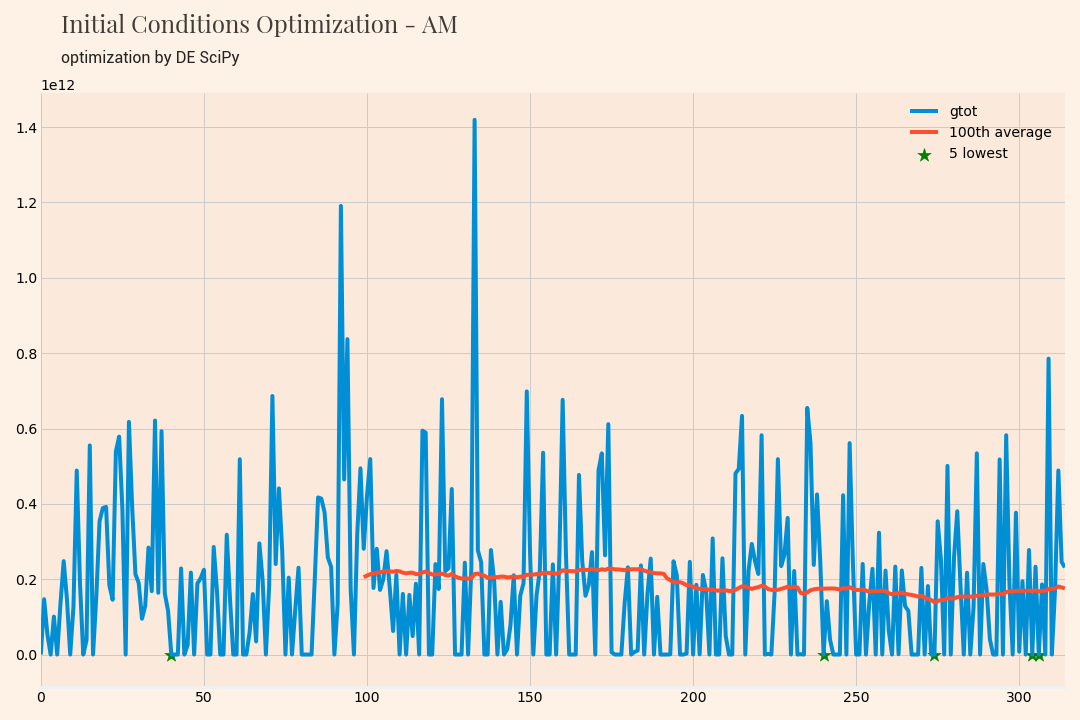 Initial Conditions Optimization - AM
optimization by DE SciPy
1e12
gtot
100th average
5 lowest
1.4
1.2
1.0
0.8
0.6
0.4
0.2
0.0
0 50 100 150 200 250 300